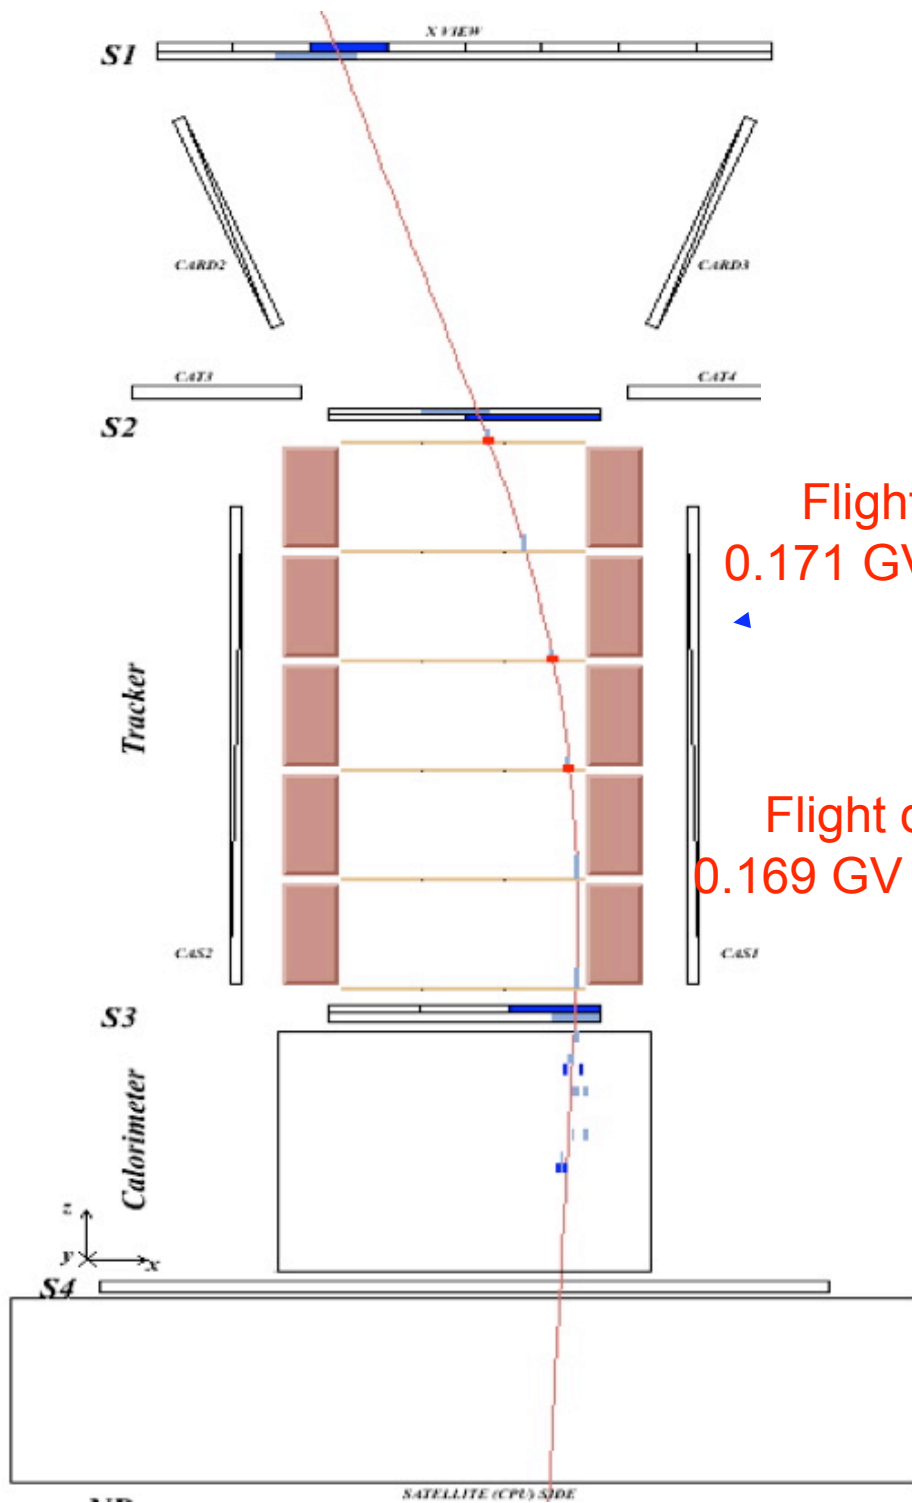 X VIEW
S1
CARD2
CARD3
CAT3
CAT4
S2
Flight
0.171 GV
Tracker
Flight
0.169 GV
CAS2
CAS1
S3
Calorimeter
z
y
x
S4
SATELLITE (CPU) SIDE